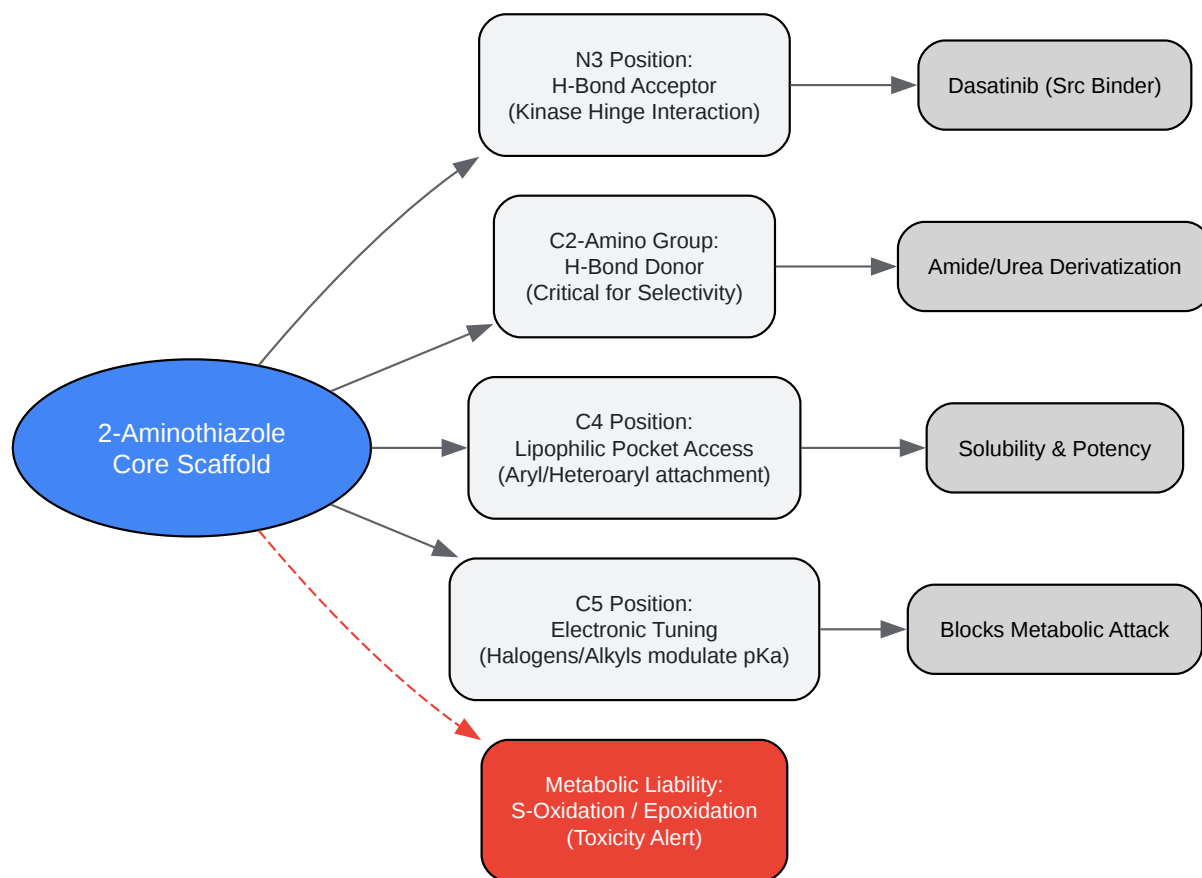 N3 Position:
H-Bond Acceptor
(Kinase Hinge Interaction)
Dasatinib (Src Binder)
C2-Amino Group:
H-Bond Donor
(Critical for Selectivity)
Amide/Urea Derivatization
2-Aminothiazole
Core Scaffold
C4 Position:
Lipophilic Pocket Access
(Aryl/Heteroaryl attachment)
Solubility & Potency
C5 Position:
Electronic Tuning
(Halogens/Alkyls modulate pKa)
Blocks Metabolic Attack
Metabolic Liability:
S-Oxidation / Epoxidation
(Toxicity Alert)